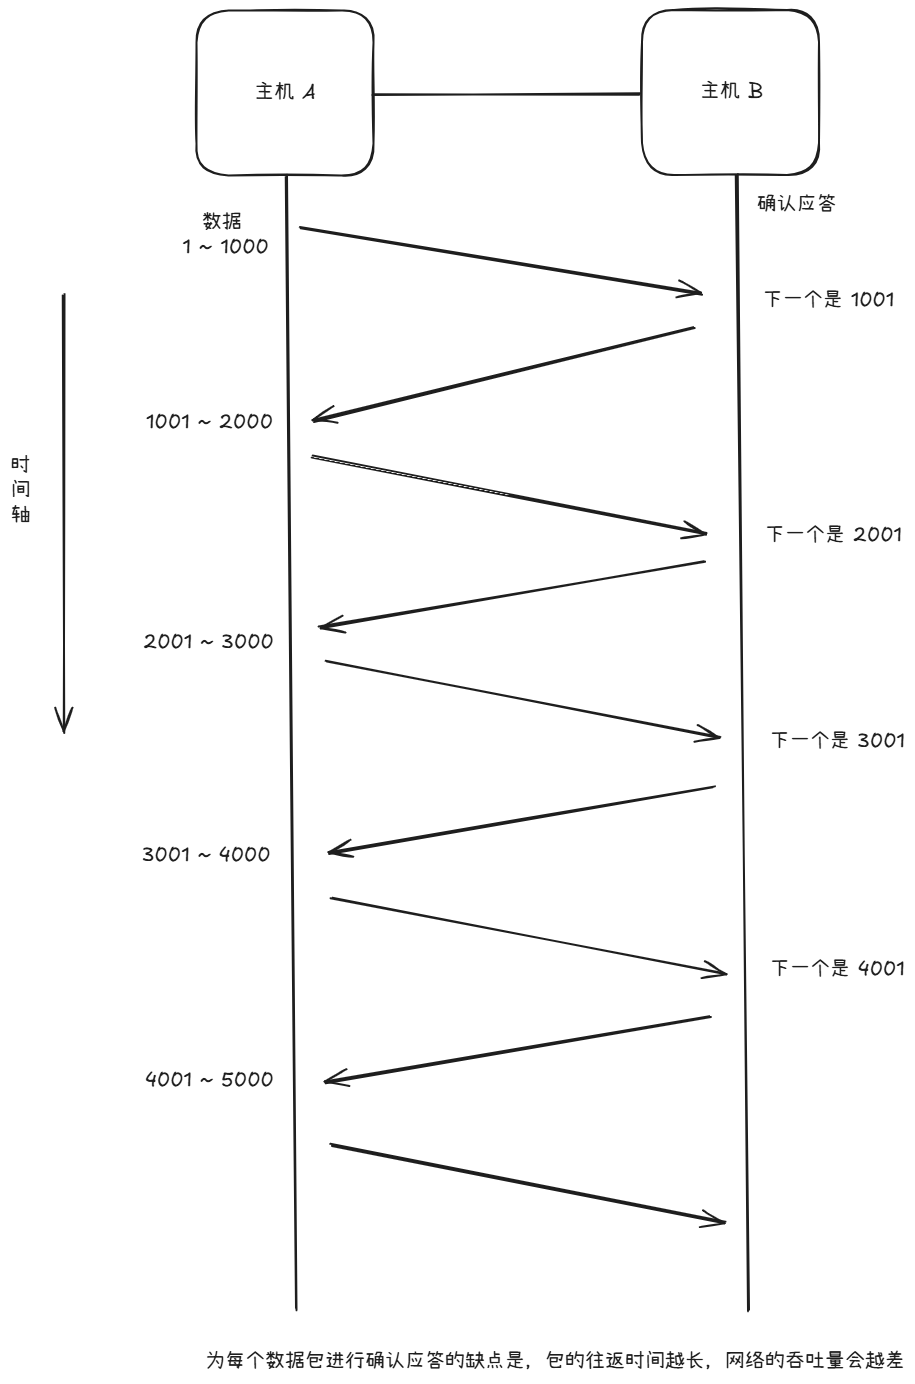 主机 A
主机 B
确认应答
数据
1 ~ 1000
下一个是 1001
1001 ~ 2000
时
间
轴
下一个是 2001
2001 ~ 3000
下一个是 3001
3001 ~ 4000
下一个是 4001
4001 ~ 5000
为每个数据包进行确认应答的缺点是，包的往返时间越长，网络的吞吐量会越差